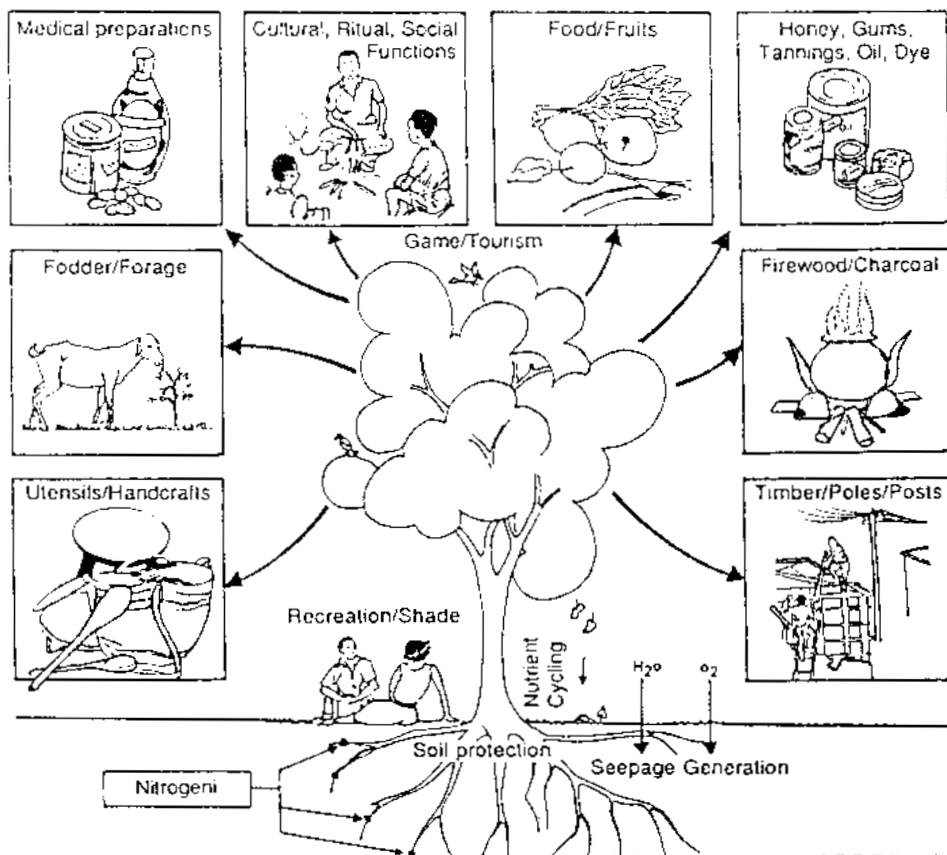 Medical preparations
Cultural, Ritual, Social
Functions
Food/Fruits
Honey, Gums,
Tannings, Oil, Dye
Game/Tourism
Fodder/Forage
Firewood/Charcoal
Utensits/Handcrafts
Timber/Poles/Posts
Recreation/Shade
Nutrient
Cycling
H₂o
o₂
Soil protection
Seepage Generation
Nitrogeni